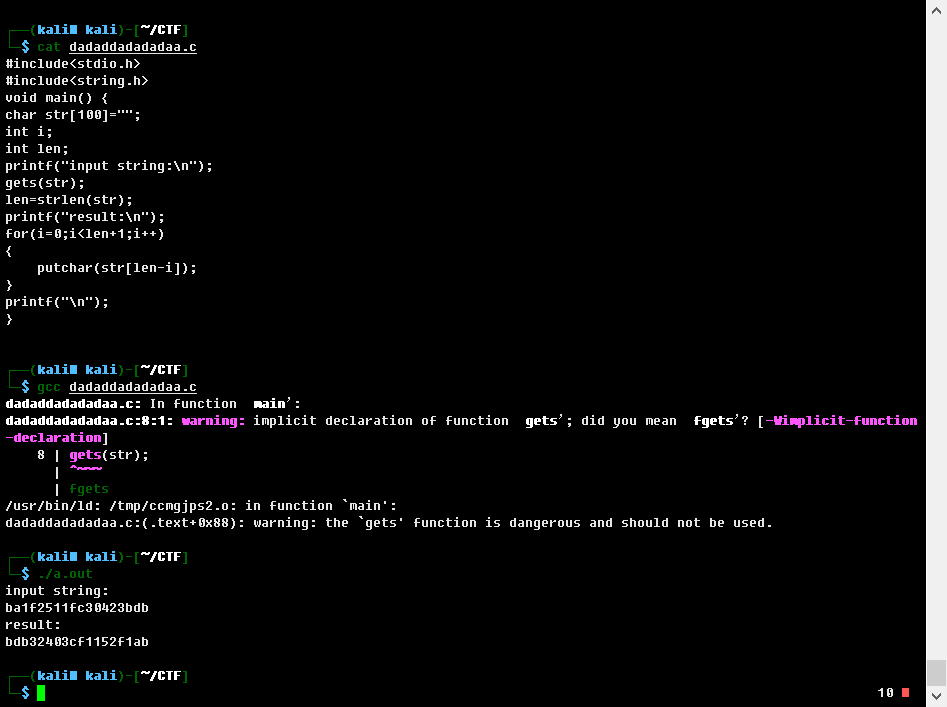 ┌──(kali㉿kali)-[~/CTF]
└─$ cat dadaddadadadaa.c
#include<stdio.h>
#include<string.h>
void main() {
char str[100]="";
int i;
int len;
printf("input string:\n");
gets(str);
len=strlen(str);
printf("result:\n");
for(i=0;i<len+1;i++)
{
    putchar(str[len-i]);
}
printf("\n");
}
┌──(kali㉿kali)-[~/CTF]
└─$ gcc dadaddadadadaa.c
dadaddadadadaa.c: In function  main’:
dadaddadadadaa.c:8:1: warning: implicit declaration of function  gets’; did you mean  fgets’? [-Wimplicit-function
-declaration]
    8 | gets(str);
      | ^~~~
      | fgets
/usr/bin/ld: /tmp/ccmgjps2.o: in function `main':
dadaddadadadaa.c:(.text+0x88): warning: the `gets' function is dangerous and should not be used.
┌──(kali㉿kali)-[~/CTF]
└─$ ./a.out
input string:
ba1f2511fc30423bdb
result:
bdb32403cf1152f1ab
┌──(kali㉿kali)-[~/CTF]
└─$
10